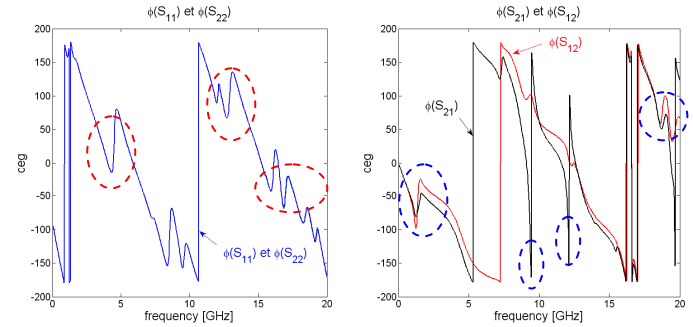 ϕ(S11) et ϕ(S22)
200
150
100
50
0
-50
-100
-150
-200
ceg
0 5 10 15 20
frequency [GHz]
ϕ(S11) et ϕ(S22)
ϕ(S21) et ϕ(S12)
200
150
100
50
0
-50
-100
-150
-200
ceg
0 5 10 15 20
frequency [GHz]
ϕ(S12)
ϕ(S21)